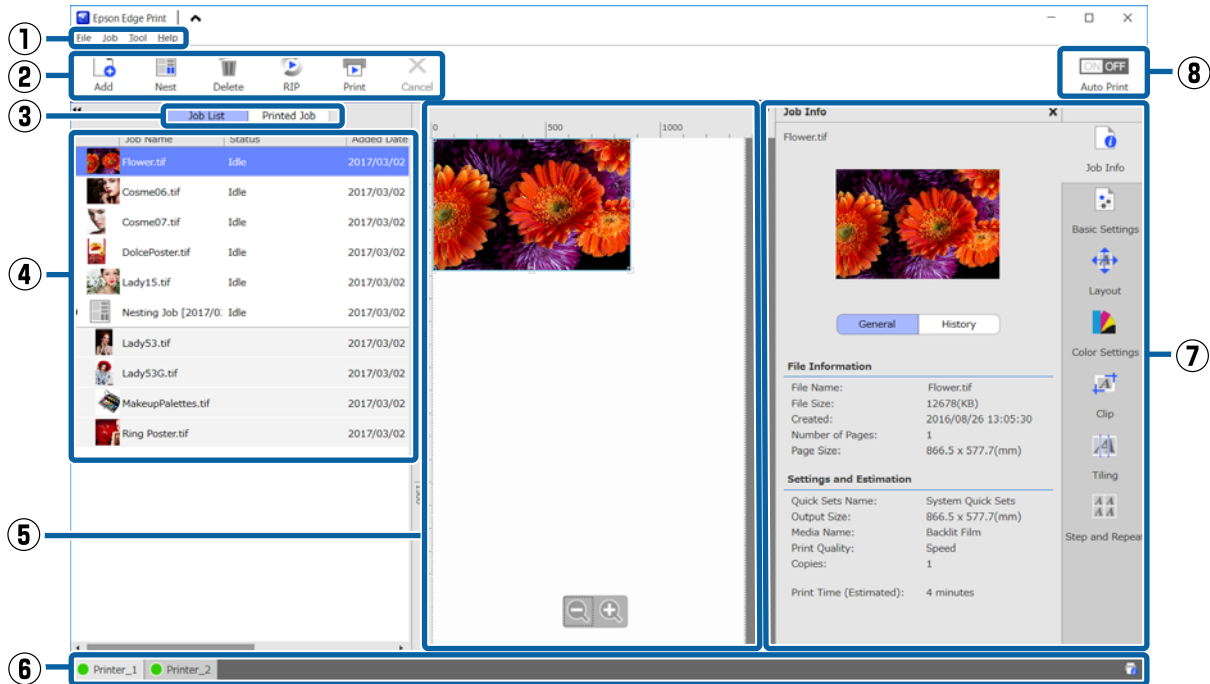 Epson Edge Print
① File Job Tool Help
② Add Nest Delete RIP Print Cancel
ON OFF ⑧
Auto Print
③ Job List Printed Job
Job Name Status Added Date
Flower.tif Idle 2017/03/02
Cosme06.tif Idle 2017/03/02
Cosme07.tif Idle 2017/03/02
④ DolcePoster.tif Idle 2017/03/02
Lady15.tif Idle 2017/03/02
Nesting Job [2017/0: Idle 2017/03/02
Lady53.tif 2017/03/02
Lady53G.tif 2017/03/02
MakeupPalettes.tif 2017/03/02
Ring Poster.tif 2017/03/02
⑤
0 500 1000
Job Info
Flower.tif
General History
File Information
File Name: Flower.tif
File Size: 12678(KB)
Created: 2016/08/26 13:05:30
Number of Pages: 1
Page Size: 866.5 x 577.7(mm)
Settings and Estimation
Quick Sets Name: System Quick Sets
Output Size: 866.5 x 577.7(mm)
Media Name: Backlit Film
Print Quality: Speed
Copies: 1
Print Time (Estimated): 4 minutes
Job Info
Basic Settings
Layout
Color Settings
⑦
Clip
Tiling
Step and Repeat
⑥ Printer_1 Printer_2